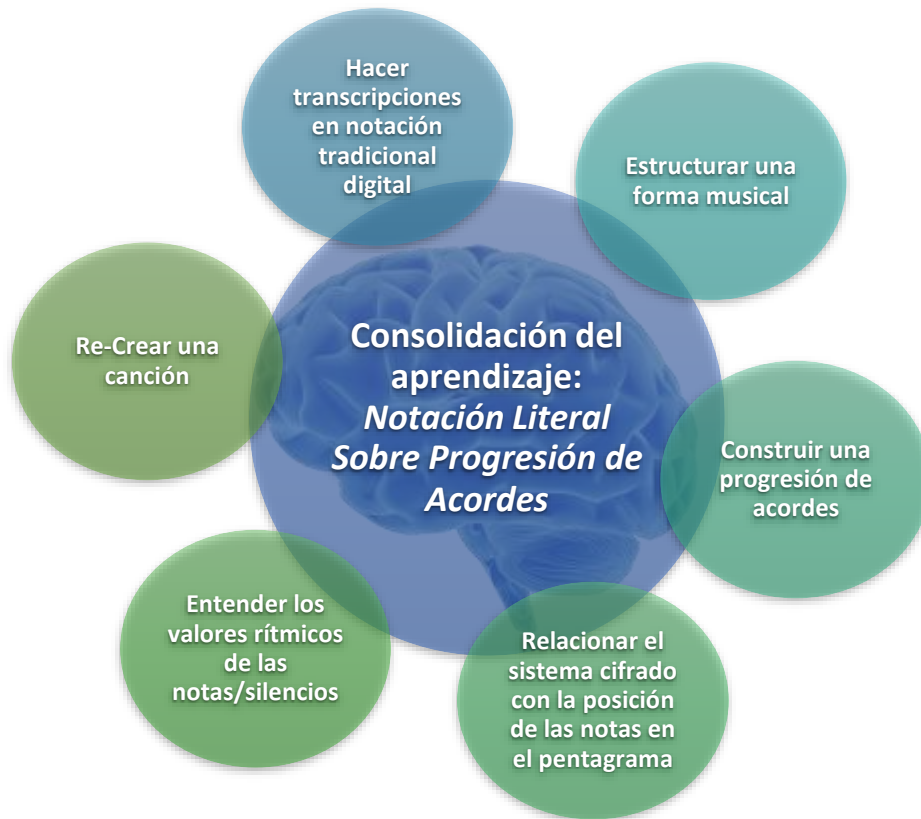 Hacer
transcripciones
en notación
tradicional
digital
Estructurar una
forma musical
Re-Crear una
canción
Consolidación del
aprendizaje:
Notación Literal
Sobre Progresión de
Acordes
Construir una
progresión de
acordes
Entender los
valores rítmicos
de las
notas/silencios
Relacionar el
sistema cifrado
con la posición
de las notas en
el pentagrama